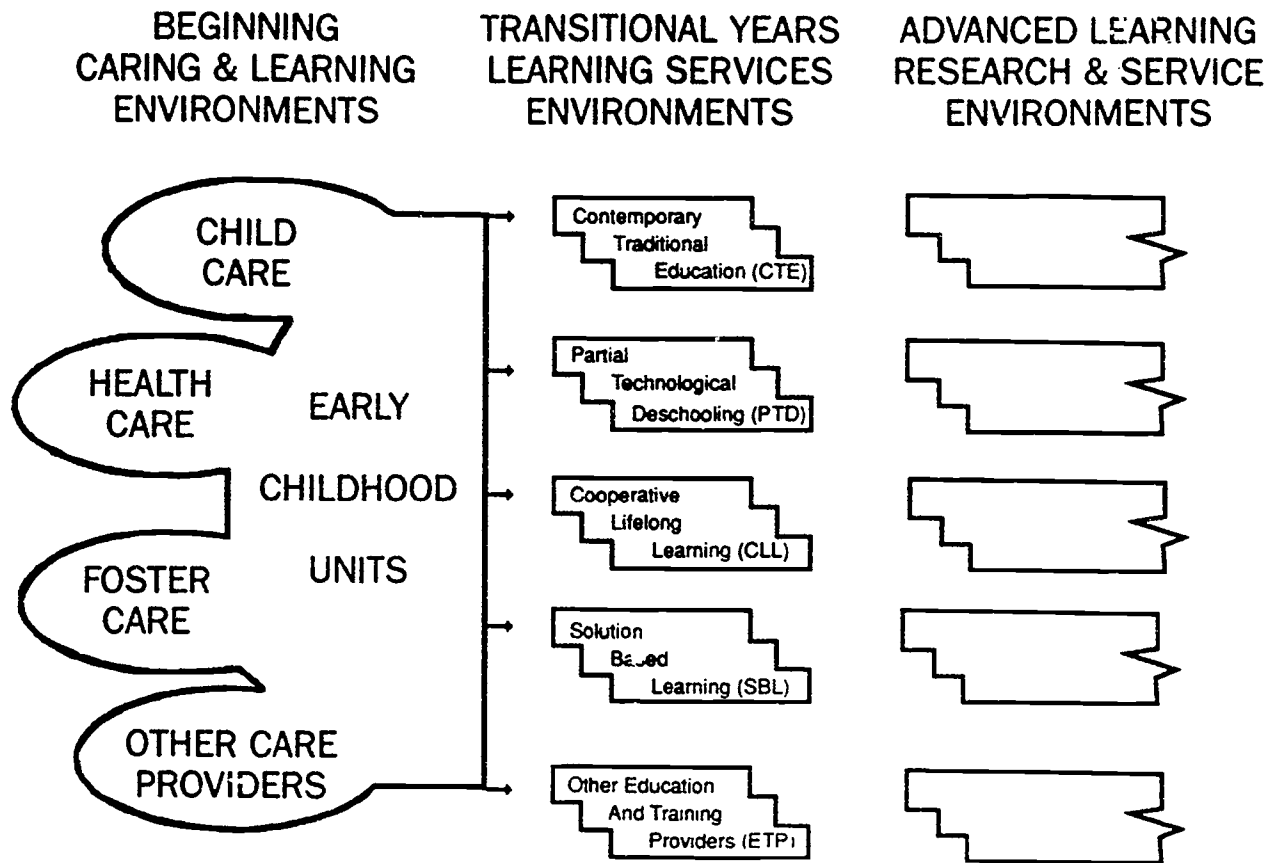 BEGINNING
CARING & LEARNING
ENVIRONMENTS
TRANSITIONAL YEARS
LEARNING SERVICES
ENVIRONMENTS
ADVANCED LEARNING
RESEARCH & SERVICE
ENVIRONMENTS
CHILD
CARE
HEALTH
CARE
FOSTER
CARE
OTHER CARE
PROVIDERS
EARLY
CHILDHOOD
UNITS
Contemporary
Traditional
Education (CTE)
Partial
Technological
Deschooling (PTD)
Cooperative
Lifelong
Learning (CLL)
Solution
Based
Learning (SBL)
Other Education
And Training
Providers (ETP)